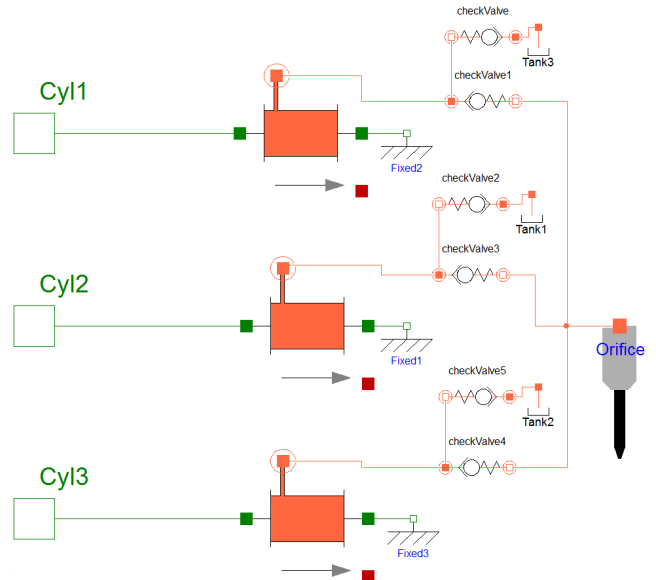 checkValve
Tank3
checkValve1
Cyl1
Fixed2
checkValve2
Tank1
checkValve3
Cyl2
Orifice
Fixed1
checkValve5
Tank2
checkValve4
Cyl3
Fixed3